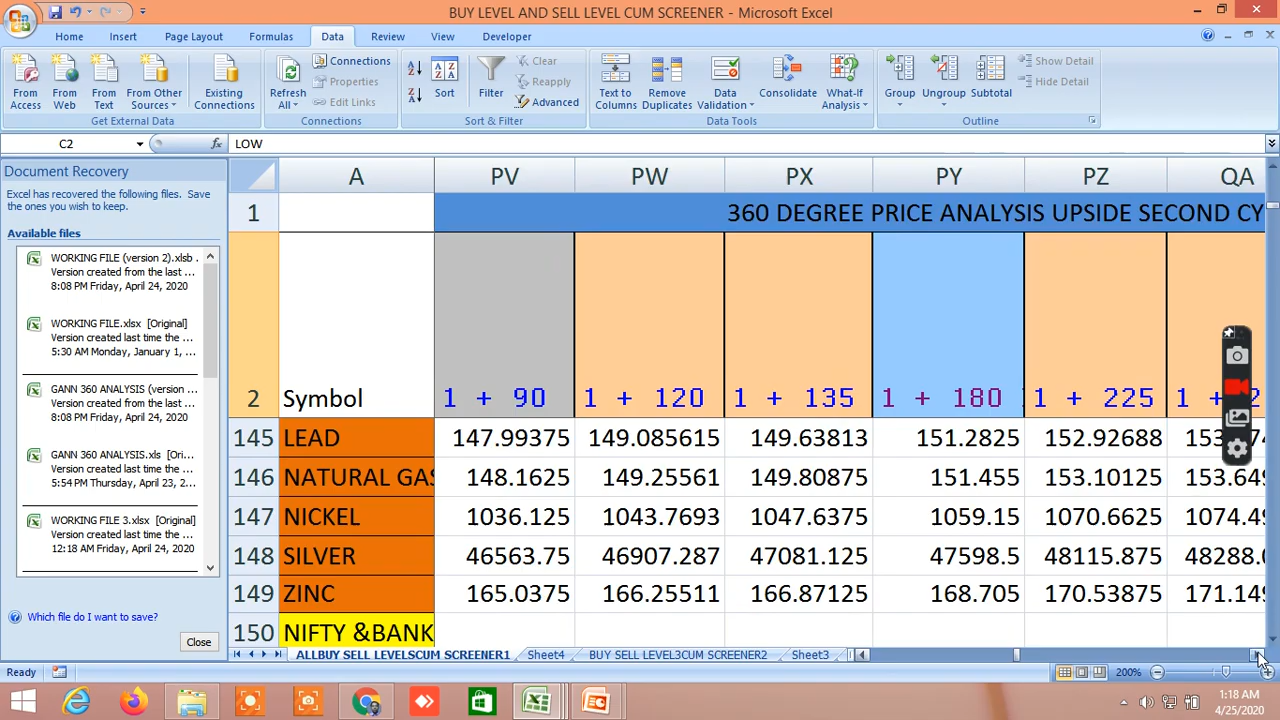 BUY LEVEL AND SELL LEVEL CUM SCREENER - Microsoft Excel
Home Insert Page Layout Formulas Data Review View Developer
From Access
From Web
From Text
From Other Sources
Existing Connections
Get External Data
Refresh All
Connections
Properties
Edit Links
Connections
Sort
Filter
Clear
Reapply
Advanced
Sort & Filter
Text to Columns
Remove Duplicates
Data Validation
Consolidate
What-If Analysis
Data Tools
Group
Ungroup
Subtotal
Show Detail
Hide Detail
Outline
C2 fx LOW
Document Recovery
Excel has recovered the following files. Save
the ones you wish to keep.
Available files
WORKING FILE (version 2).xlsb .
Version created from the last ...
8:08 PM Friday, April 24, 2020
WORKING FILE.xlsx [Original]
Version created last time the ...
5:30 AM Monday, January 1, ...
GANN 360 ANALYSIS (version ...
Version created from the last ...
8:08 PM Friday, April 24, 2020
GANN 360 ANALYSIS.xls [Ori...
Version created last time the ...
5:54 PM Thursday, April 23, 2...
WORKING FILE 3.xlsx [Original]
Version created last time the ...
12:18 AM Friday, April 24, 2020
Which file do I want to save?
Close
A PV PW PX PY PZ QA
1 360 DEGREE PRICE ANALYSIS UPSIDE SECOND CY
2 Symbol 1 + 90 1 + 120 1 + 135 1 + 180 1 + 225 1 +
145 LEAD 147.99375 149.085615 149.63813 151.2825 152.92688
146 NATURAL GAS 148.1625 149.25561 149.80875 151.455 153.10125 153.649
147 NICKEL 1036.125 1043.7693 1047.6375 1059.15 1070.6625 1074.49
148 SILVER 46563.75 46907.287 47081.125 47598.5 48115.875 48288.0
149 ZINC 165.0375 166.25511 166.87125 168.705 170.53875 171.149
150 NIFTY &BANK
ALLBUY SELL LEVELSCUM SCREENER1 Sheet4 BUY SELL LEVEL3CUM SCREENER2 Sheet3
Ready 200%
1:18 AM
4/25/2020